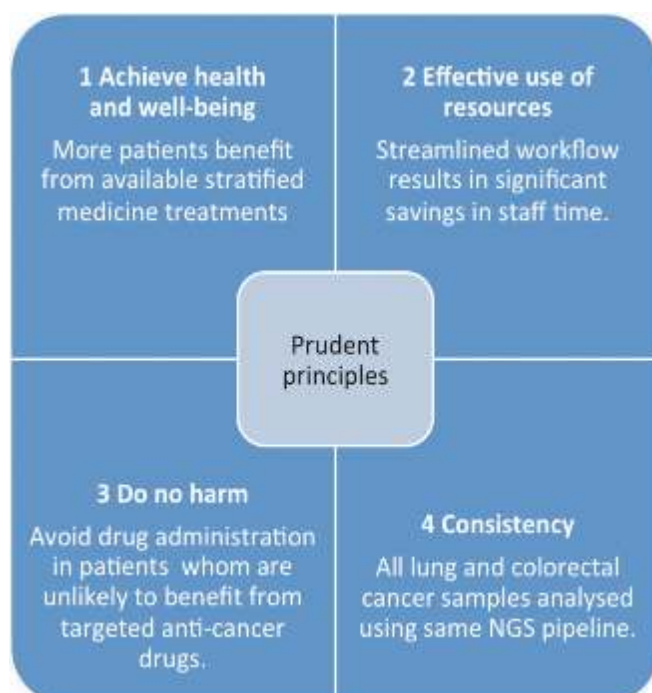 1 Achieve health
and well-being
More patients benefit
from available stratified
medicine treatments
2 Effective use of
resources
Streamlined workflow
results in significant
savings in staff time.
Prudent
principles
3 Do no harm
Avoid drug administration
in patients whom are
unlikely to benefit from
targeted anti-cancer
drugs.
4 Consistency
All lung and colorectal
cancer samples analysed
using same NGS pipeline.